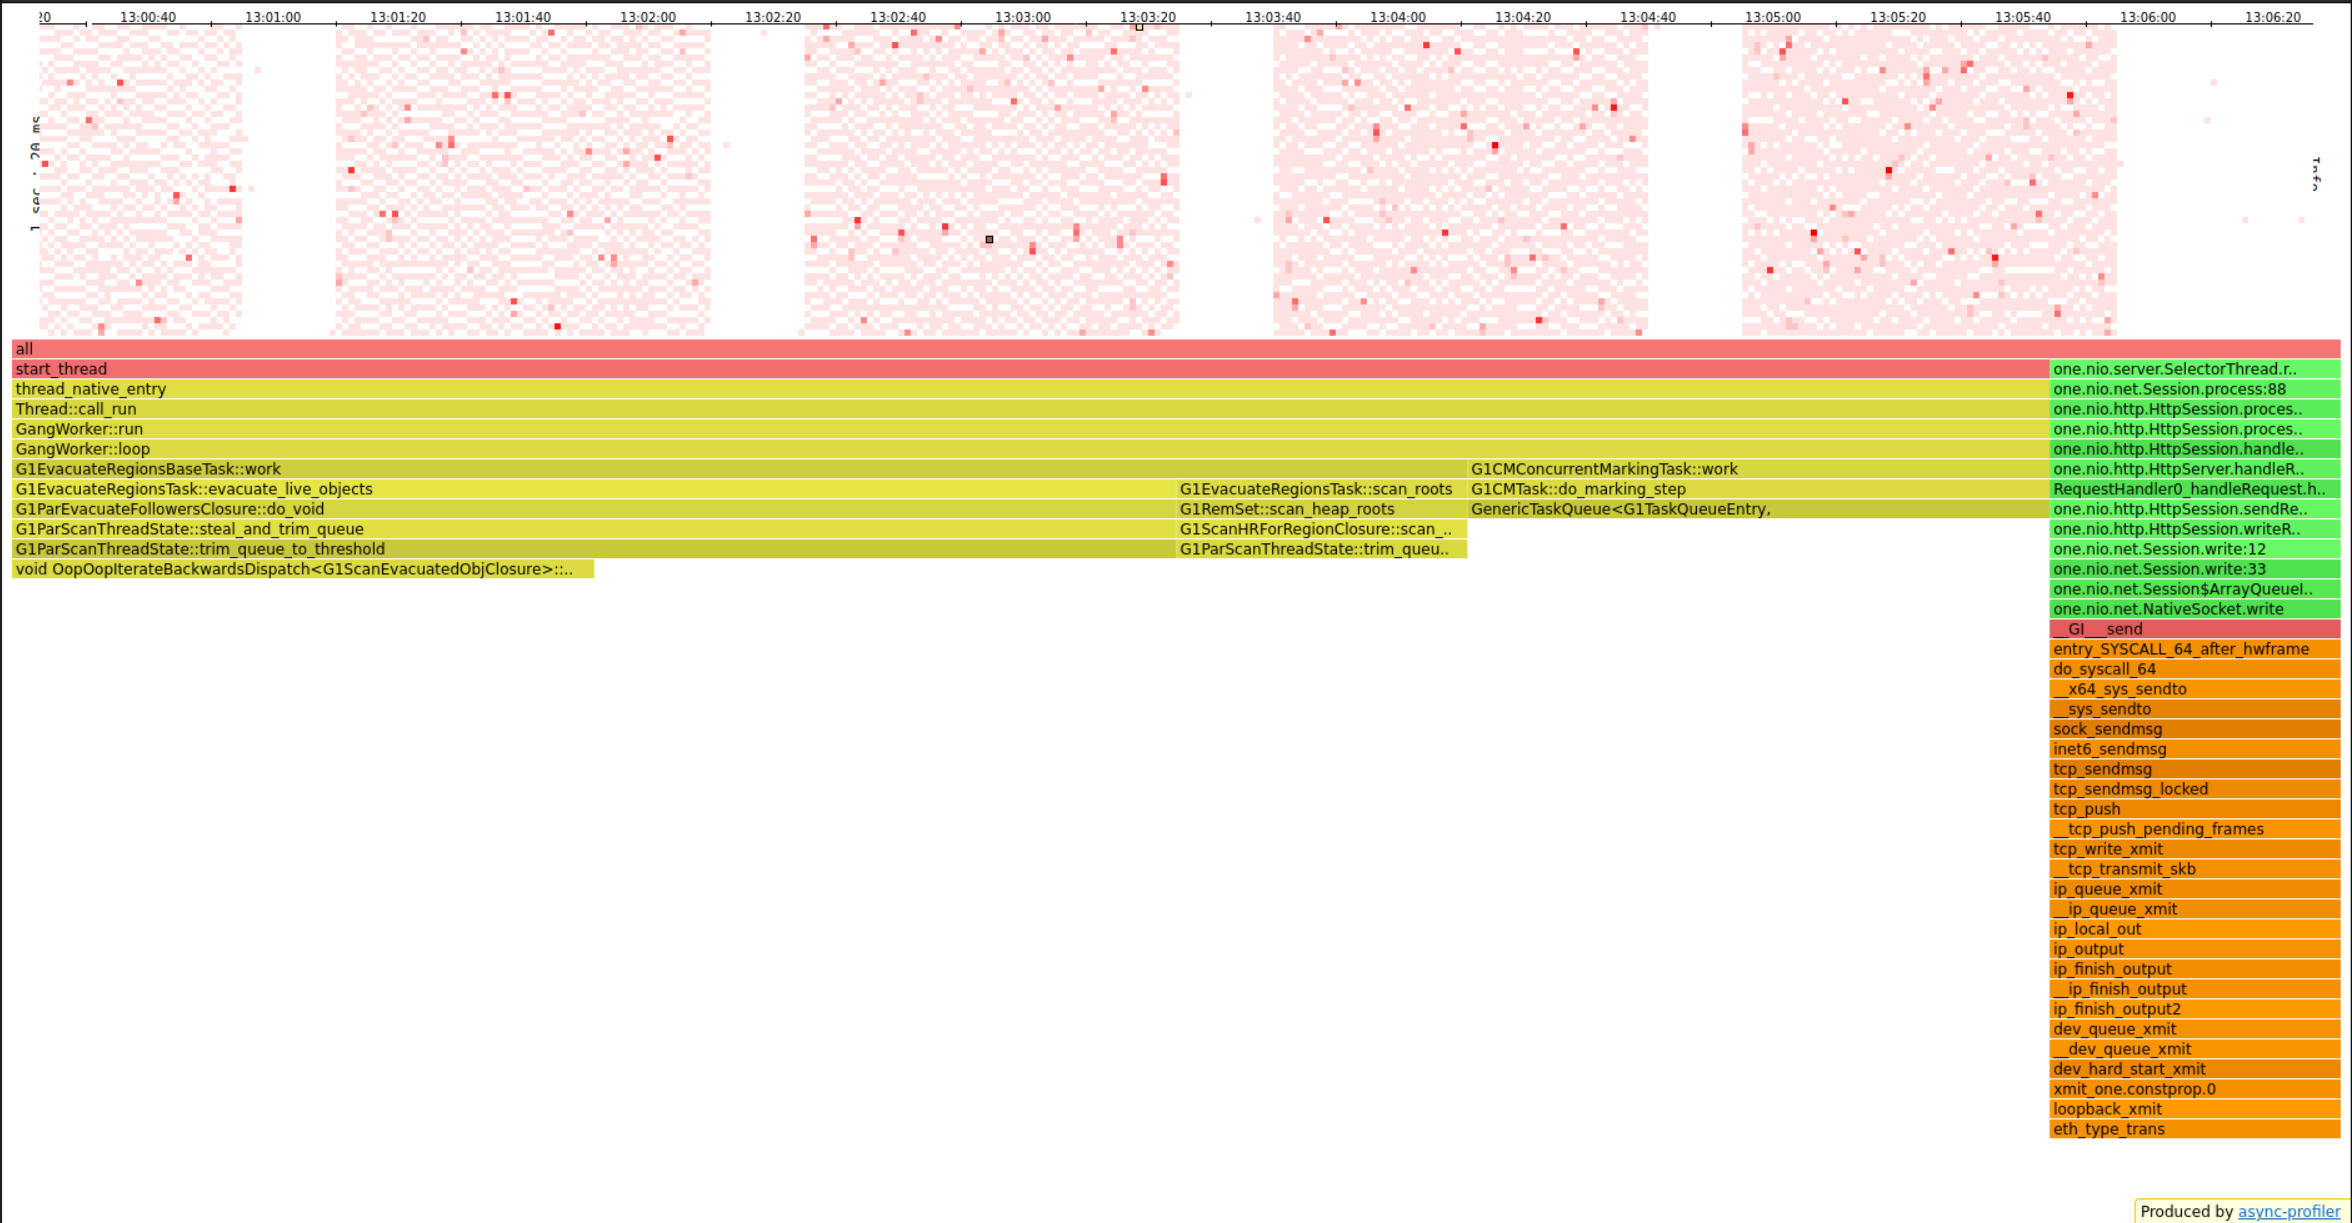 20 13:00:40 13:01:00 13:01:20 13:01:40 13:02:00 13:02:20 13:02:40 13:03:00 13:03:20 13:03:40 13:04:00 13:04:20 13:04:40 13:05:00 13:05:20 13:05:40 13:06:00 13:06:20
1 sec · 20 ms
Info
all
start_thread one.nio.server.SelectorThread.r..
thread_native_entry one.nio.net.Session.process:88
Thread::call_run one.nio.http.HttpSession.proces..
GangWorker::run one.nio.http.HttpSession.proces..
GangWorker::loop one.nio.http.HttpSession.handle..
G1EvacuateRegionsBaseTask::work G1CMConcurrentMarkingTask::work one.nio.http.HttpServer.handleR..
G1EvacuateRegionsTask::evacuate_live_objects G1EvacuateRegionsTask::scan_roots G1CMTask::do_marking_step RequestHandler0_handleRequest.h..
G1ParEvacuateFollowersClosure::do_void G1RemSet::scan_heap_roots GenericTaskQueue<G1TaskQueueEntry, one.nio.http.HttpSession.sendRe..
G1ParScanThreadState::steal_and_trim_queue G1ScanHRForRegionClosure::scan_.. one.nio.http.HttpSession.writeR..
G1ParScanThreadState::trim_queue_to_threshold G1ParScanThreadState::trim_queu.. one.nio.net.Session.write:12
void OopOopIterateBackwardsDispatch<G1ScanEvacuatedObjClosure>::.. one.nio.net.Session.write:33
one.nio.net.Session$ArrayQueueI..
one.nio.net.NativeSocket.write
__GI___send
entry_SYSCALL_64_after_hwframe
do_syscall_64
__x64_sys_sendto
__sys_sendto
sock_sendmsg
inet6_sendmsg
tcp_sendmsg
tcp_sendmsg_locked
tcp_push
__tcp_push_pending_frames
tcp_write_xmit
__tcp_transmit_skb
ip_queue_xmit
__ip_queue_xmit
ip_local_out
ip_output
ip_finish_output
__ip_finish_output
ip_finish_output2
dev_queue_xmit
__dev_queue_xmit
dev_hard_start_xmit
xmit_one.constprop.0
loopback_xmit
eth_type_trans
Produced by async-profiler